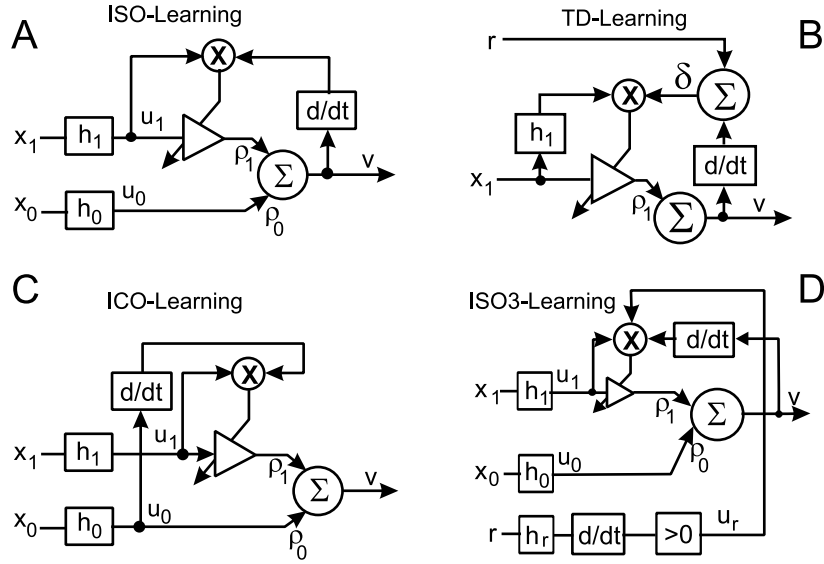 A
ISO-Learning
X
d/dt
x₁
h₁
u₁
ρ₁
Σ
v
x₀
h₀
u₀
ρ₀
TD-Learning
B
r
X
δ
Σ
h₁
d/dt
x₁
ρ₁
Σ
v
C
ICO-Learning
X
d/dt
x₁
h₁
u₁
ρ₁
Σ
v
x₀
h₀
u₀
ρ₀
ISO3-Learning
D
X
d/dt
x₁
h₁
u₁
ρ₁
Σ
v
x₀
h₀
u₀
ρ₀
r
hᵣ
d/dt
>0
uᵣ